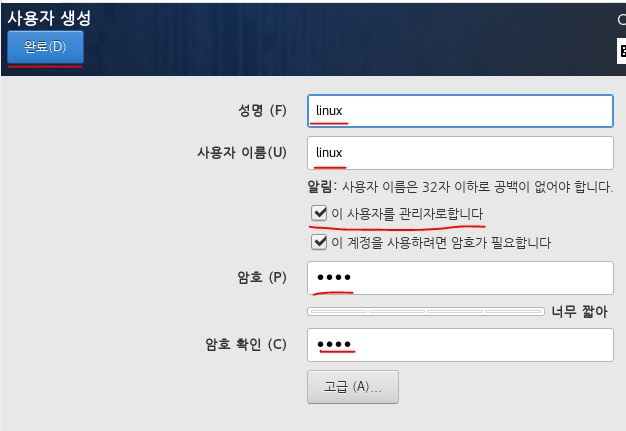 사용자 생성
완료(D)
성명 (F)
linux
사용자 이름(U)
linux
알림: 사용자 이름은 32자 이하로 공백이 없어야 합니다.
이 사용자를 관리자로합니다
이 계정을 사용하려면 암호가 필요합니다
암호 (P)
●●●●
너무 짧아
암호 확인 (C)
●●●●
고급 (A)...